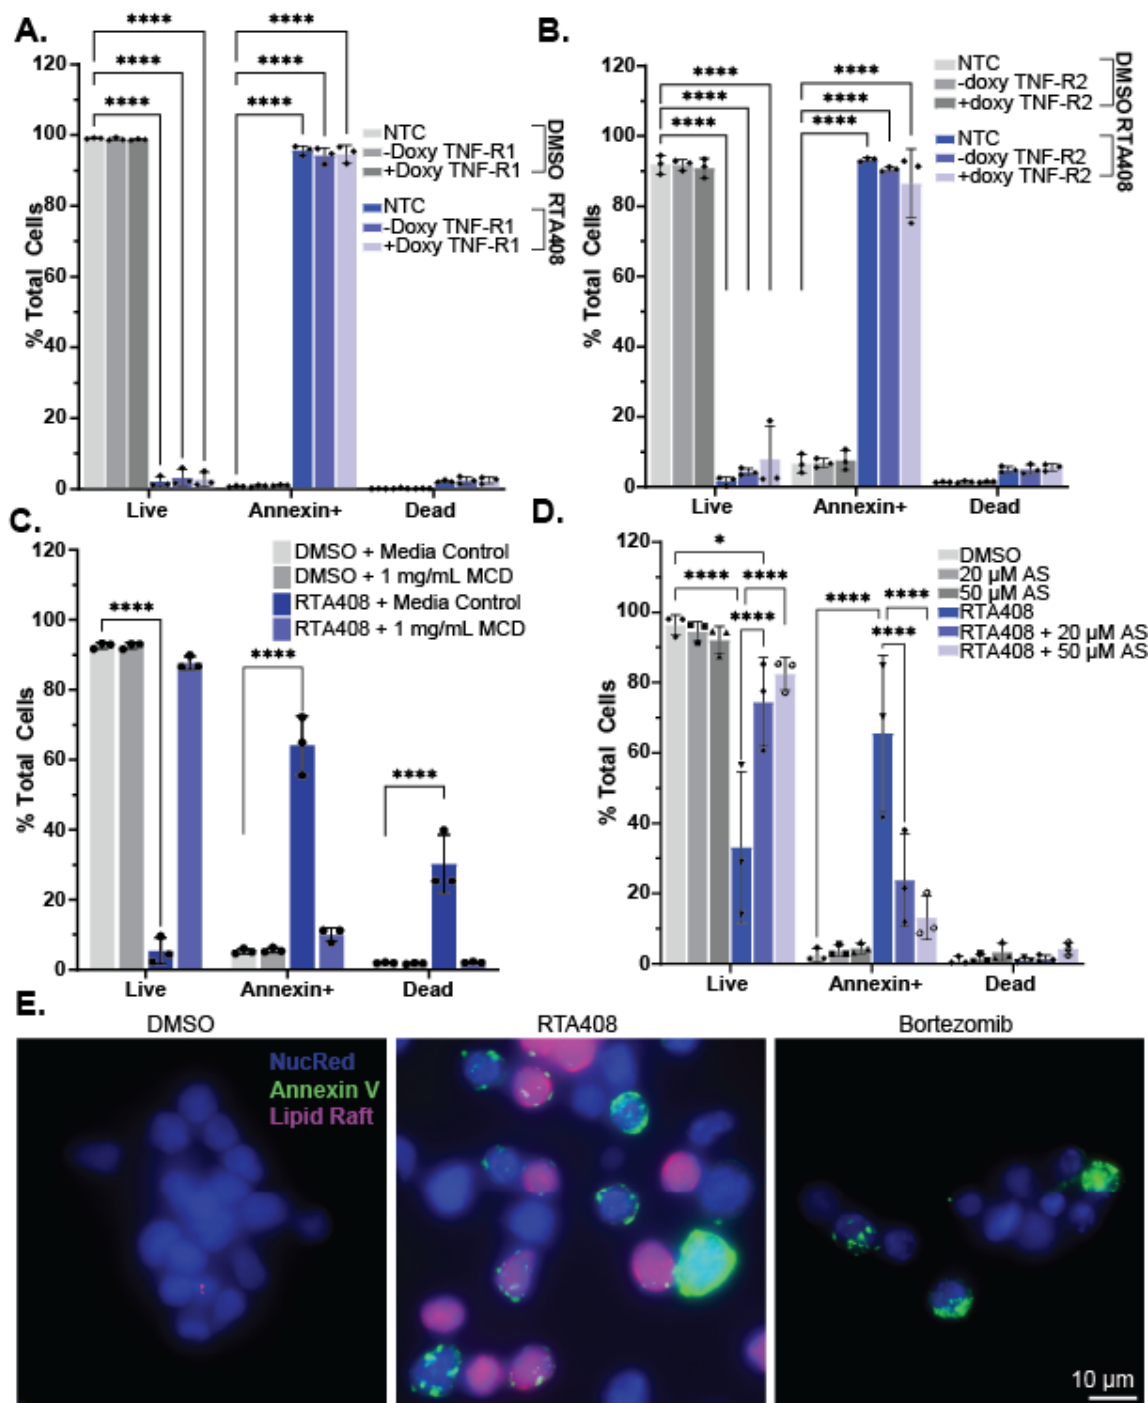 A.
****
****
****
****
****
****
120
100
80
60
40
20
0
% Total Cells
Live
Annexin+
Dead
NTC
-Doxy TNF-R1
+Doxy TNF-R1
DMSO
NTC
-Doxy TNF-R1
+Doxy TNF-R1
RTA408
B.
****
****
****
****
****
****
120
100
80
60
40
20
0
% Total Cells
Live
Annexin+
Dead
NTC
-doxy TNF-R2
+doxy TNF-R2
DMSO
NTC
-doxy TNF-R2
+doxy TNF-R2
RTA408
C.
****
****
****
120
100
80
60
40
20
0
% Total Cells
Live
Annexin+
Dead
DMSO + Media Control
DMSO + 1 mg/mL MCD
RTA408 + Media Control
RTA408 + 1 mg/mL MCD
D.
*
****
****
****
****
****
****
120
100
80
60
40
20
0
% Total Cells
Live
Annexin+
Dead
DMSO
20 µM AS
50 µM AS
RTA408
RTA408 + 20 µM AS
RTA408 + 50 µM AS
E.
DMSO
RTA408
Bortezomib
NucRed
Annexin V
Lipid Raft
10 µm